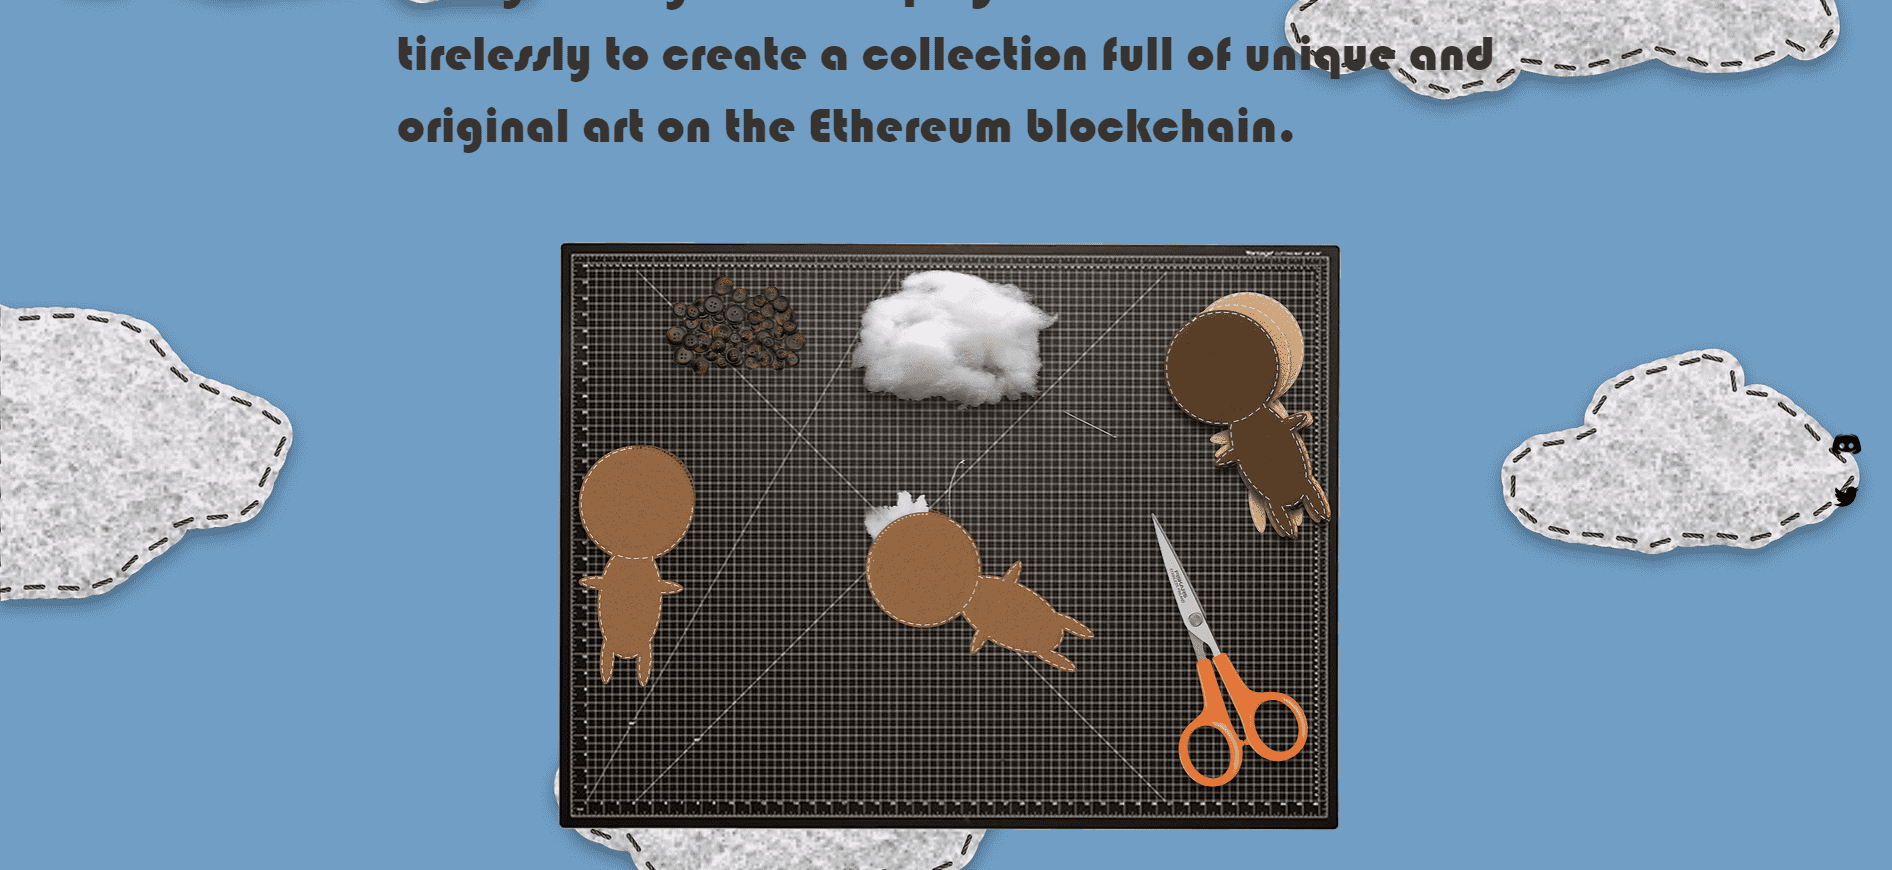 tirelessly to create a collection full of unique and
original art on the Ethereum blockchain.